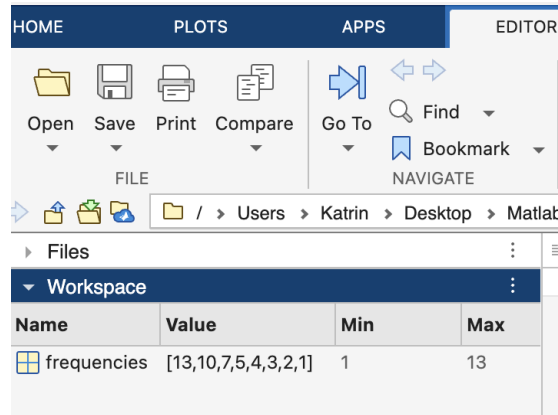 HOME PLOTS APPS EDITOR
Open Save Print Compare Go To Find
Bookmark
FILE NAVIGATE
/ > Users > Katrin > Desktop > Matlab
Files
Workspace
Name Value Min Max
frequencies [13,10,7,5,4,3,2,1] 1 13